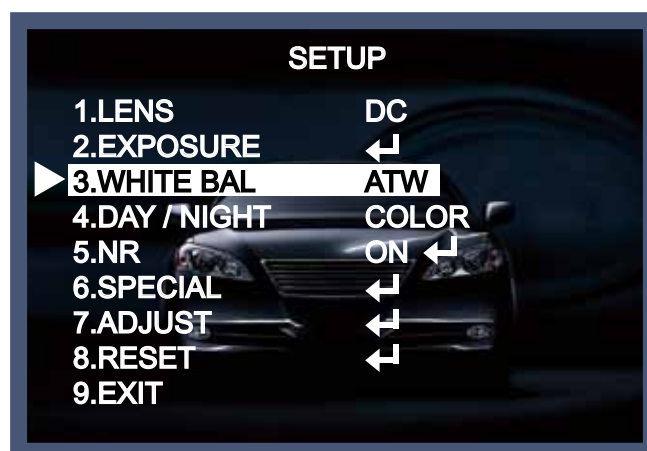 SETUP
1.LENS DC
2.EXPOSURE ↵
3.WHITE BAL ATW
4.DAY / NIGHT COLOR
5.NR ON ↵
6.SPECIAL ↵
7.ADJUST ↵
8.RESET ↵
9.EXIT